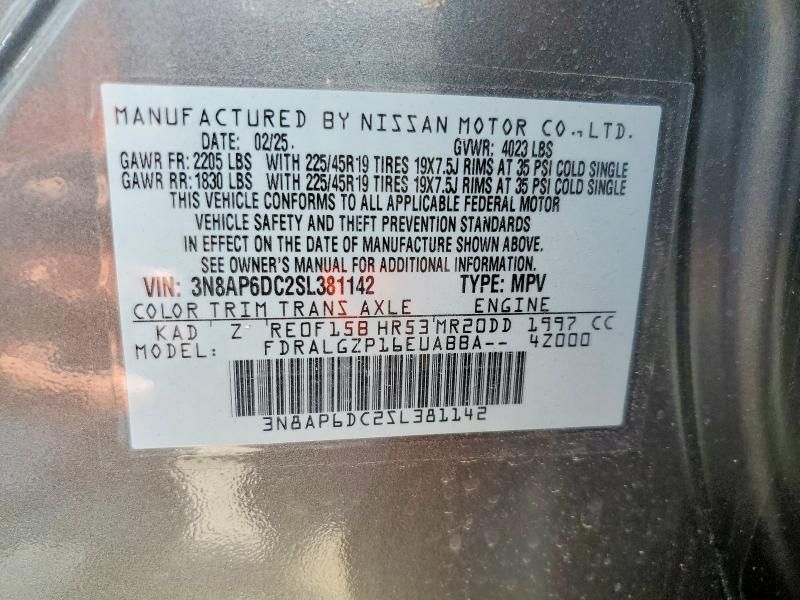 MANUFACTURED BY NISSAN MOTOR CO., LTD.
DATE: 02/25. GVWR: 4023 LBS
GAWR FR: 2205 LBS WITH 225/45R19 TIRES 19X7.5J RIMS AT 35 PSI COLD SINGLE
GAWR RR: 1830 LBS WITH 225/45R19 TIRES 19X7.5J RIMS AT 35 PSI COLD SINGLE
THIS VEHICLE CONFORMS TO ALL APPLICABLE FEDERAL MOTOR
VEHICLE SAFETY AND THEFT PREVENTION STANDARDS
IN EFFECT ON THE DATE OF MANUFACTURE SHOWN ABOVE.
SEE OWNER'S MANUAL FOR ADDITIONAL INFORMATION.
VIN: 3N8AP6DC2SL381142 TYPE: MPV
COLOR TRIM TRANS AXLE ENGINE
KAD Z RE0F15B HR53 MR20DD 1997 CC
MODEL: FDRALGZP16EUABBA-- 4Z000
3N8AP6DC2SL381142